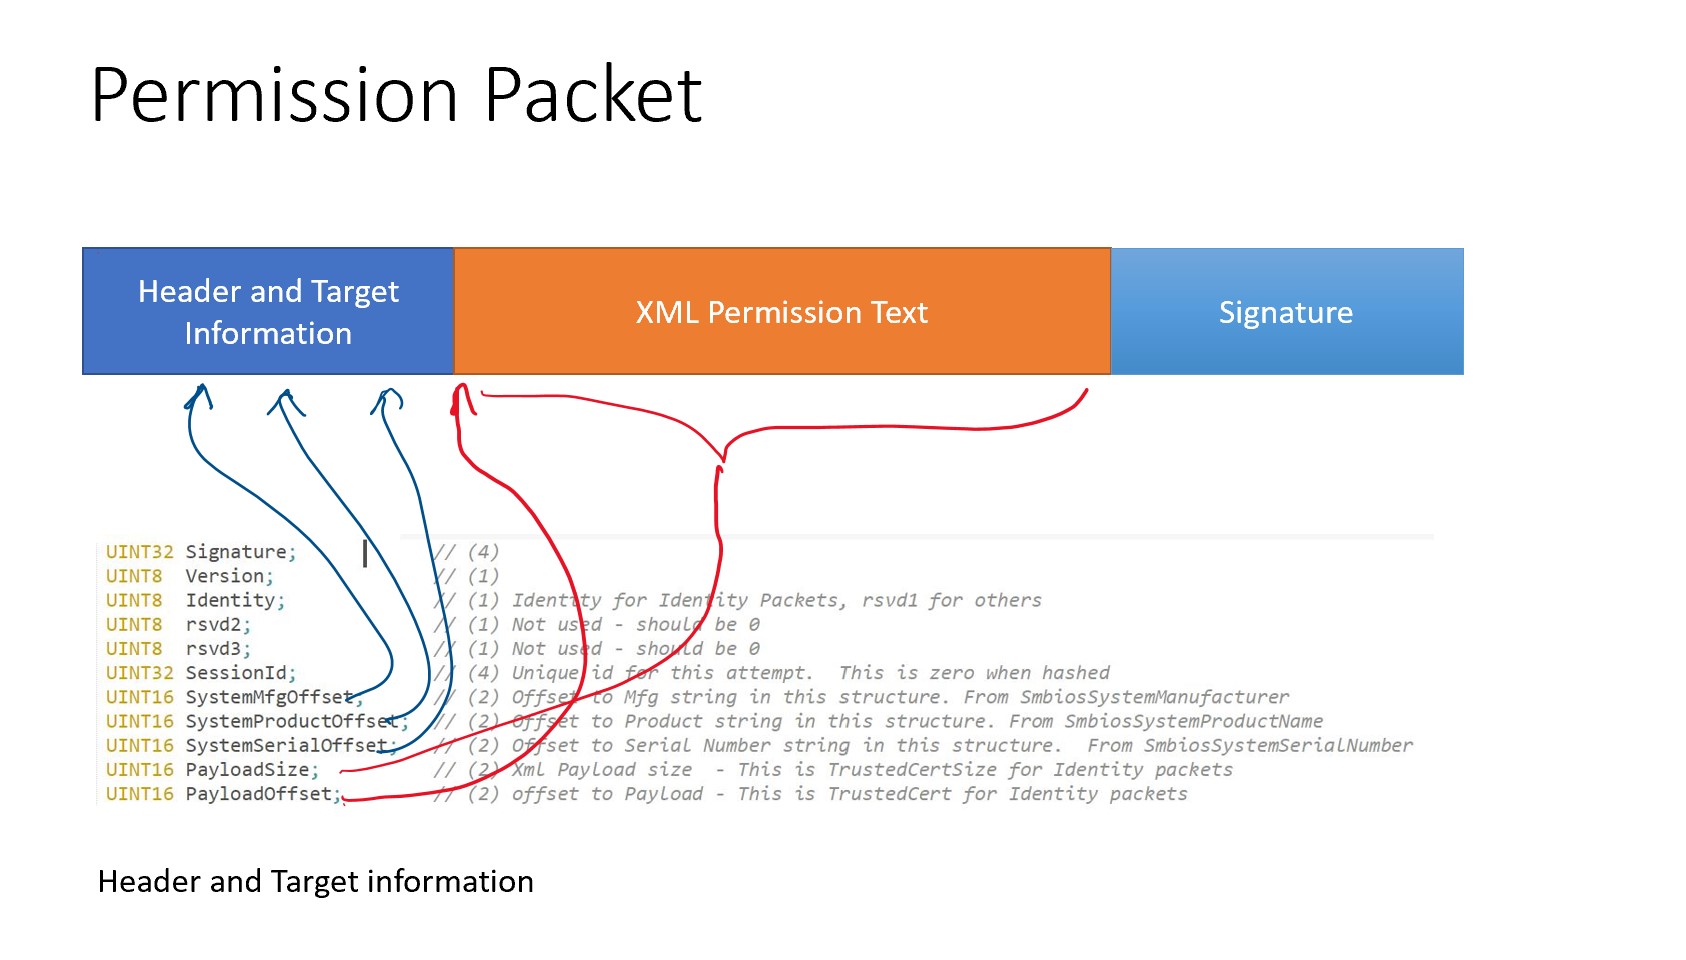 Permission Packet
Header and Target
Information
XML Permission Text
Signature
UINT32 Signature; // (4)
UINT8 Version; // (1)
UINT8 Identity; // (1) Identity for Identity Packets, rsvd1 for others
UINT8 rsvd2; // (1) Not used - should be 0
UINT8 rsvd3; // (1) Not used - should be 0
UINT32 SessionId; // (4) Unique id for this attempt. This is zero when hashed
UINT16 SystemMfgOffset; // (2) Offset to Mfg string in this structure. From SmbiosSystemManufacturer
UINT16 SystemProductOffset; // (2) Offset to Product string in this structure. From SmbiosSystemProductName
UINT16 SystemSerialOffset; // (2) Offset to Serial Number string in this structure. From SmbiosSystemSerialNumber
UINT16 PayloadSize; // (2) Xml Payload size - This is TrustedCertSize for Identity packets
UINT16 PayloadOffset; // (2) offset to Payload - This is TrustedCert for Identity packets
Header and Target information